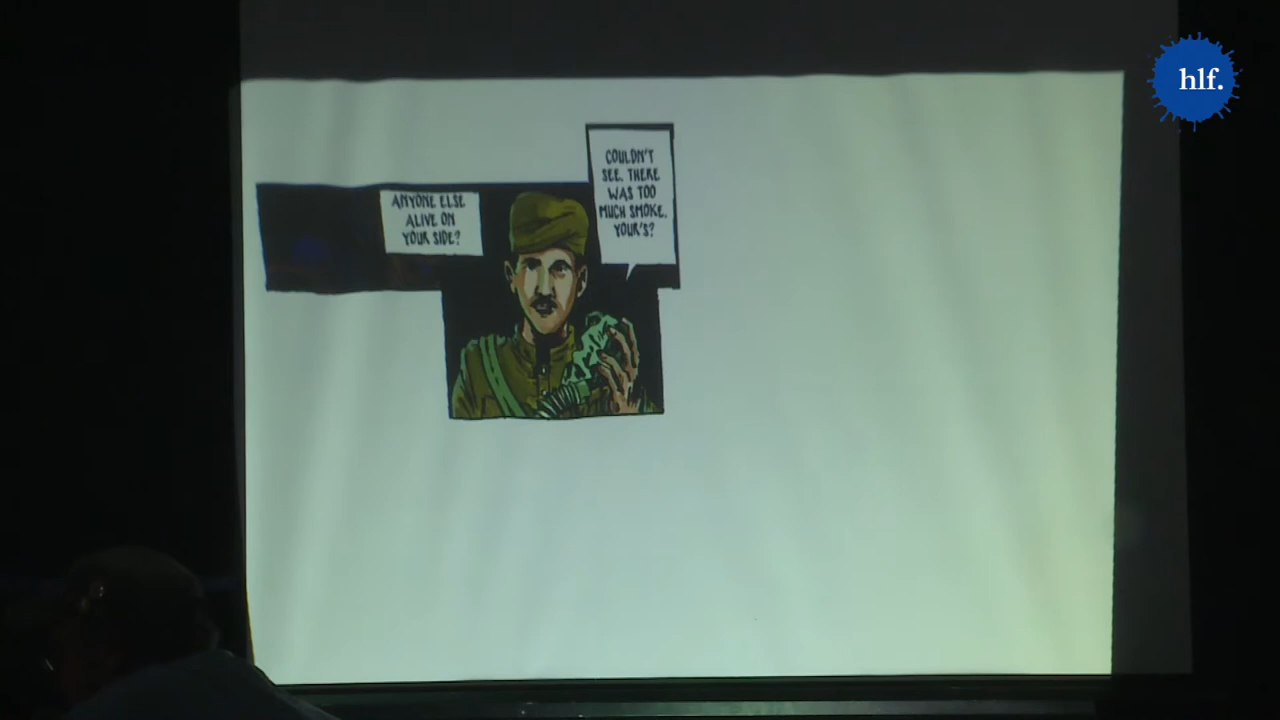 hlf.
ANYONE ELSE
ALIVE ON
YOUR SIDE?
COULDN'T
SEE. THERE
WAS TOO
MUCH SMOKE.
YOUR'S?